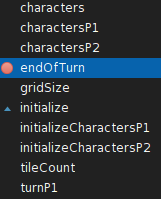 characters
charactersP1
charactersP2
endOfTurn
gridSize
initialize
initializeCharactersP1
initializeCharactersP2
tileCount
turnP1